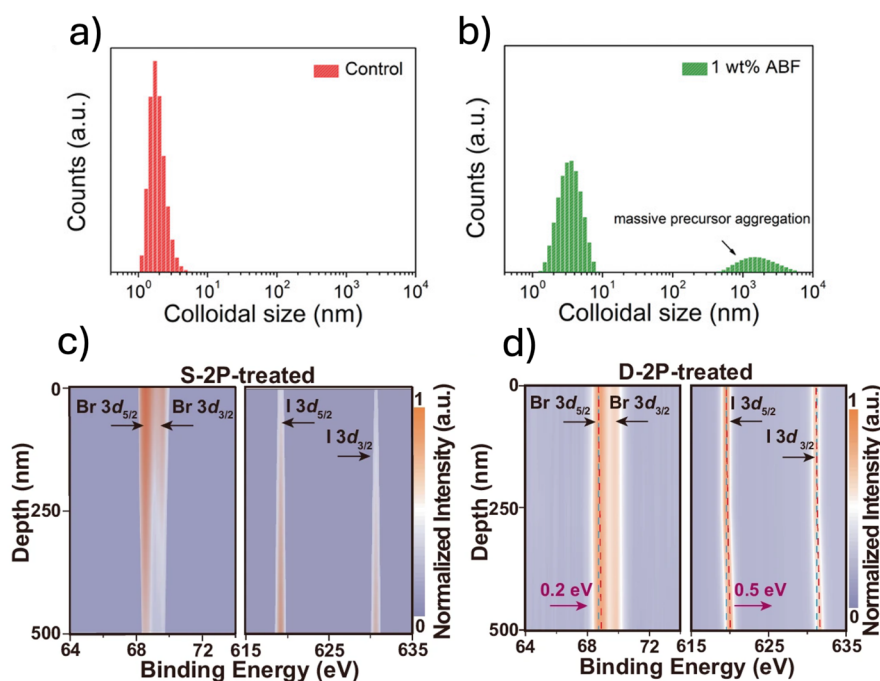 a)
Control
Counts (a.u.)
10⁰ 10¹ 10² 10³ 10⁴
Colloidal size (nm)
b)
1 wt% ABF
massive precursor aggregation
Counts (a.u.)
10⁰ 10¹ 10² 10³ 10⁴
Colloidal size (nm)
c)
S-2P-treated
0
250
500
Depth (nm)
Br 3d5/2
Br 3d3/2
I 3d5/2
I 3d3/2
64 68 72 64 615 625 635
Binding Energy (eV)
1
0
Normalized Intensity (a.u.)
d)
D-2P-treated
0
250
500
Depth (nm)
Br 3d5/2
Br 3d3/2
I 3d5/2
I 3d3/2
0.2 eV
0.5 eV
64 68 72 615 625 635
Binding Energy (eV)
1
0
Normalized Intensity (a.u.)